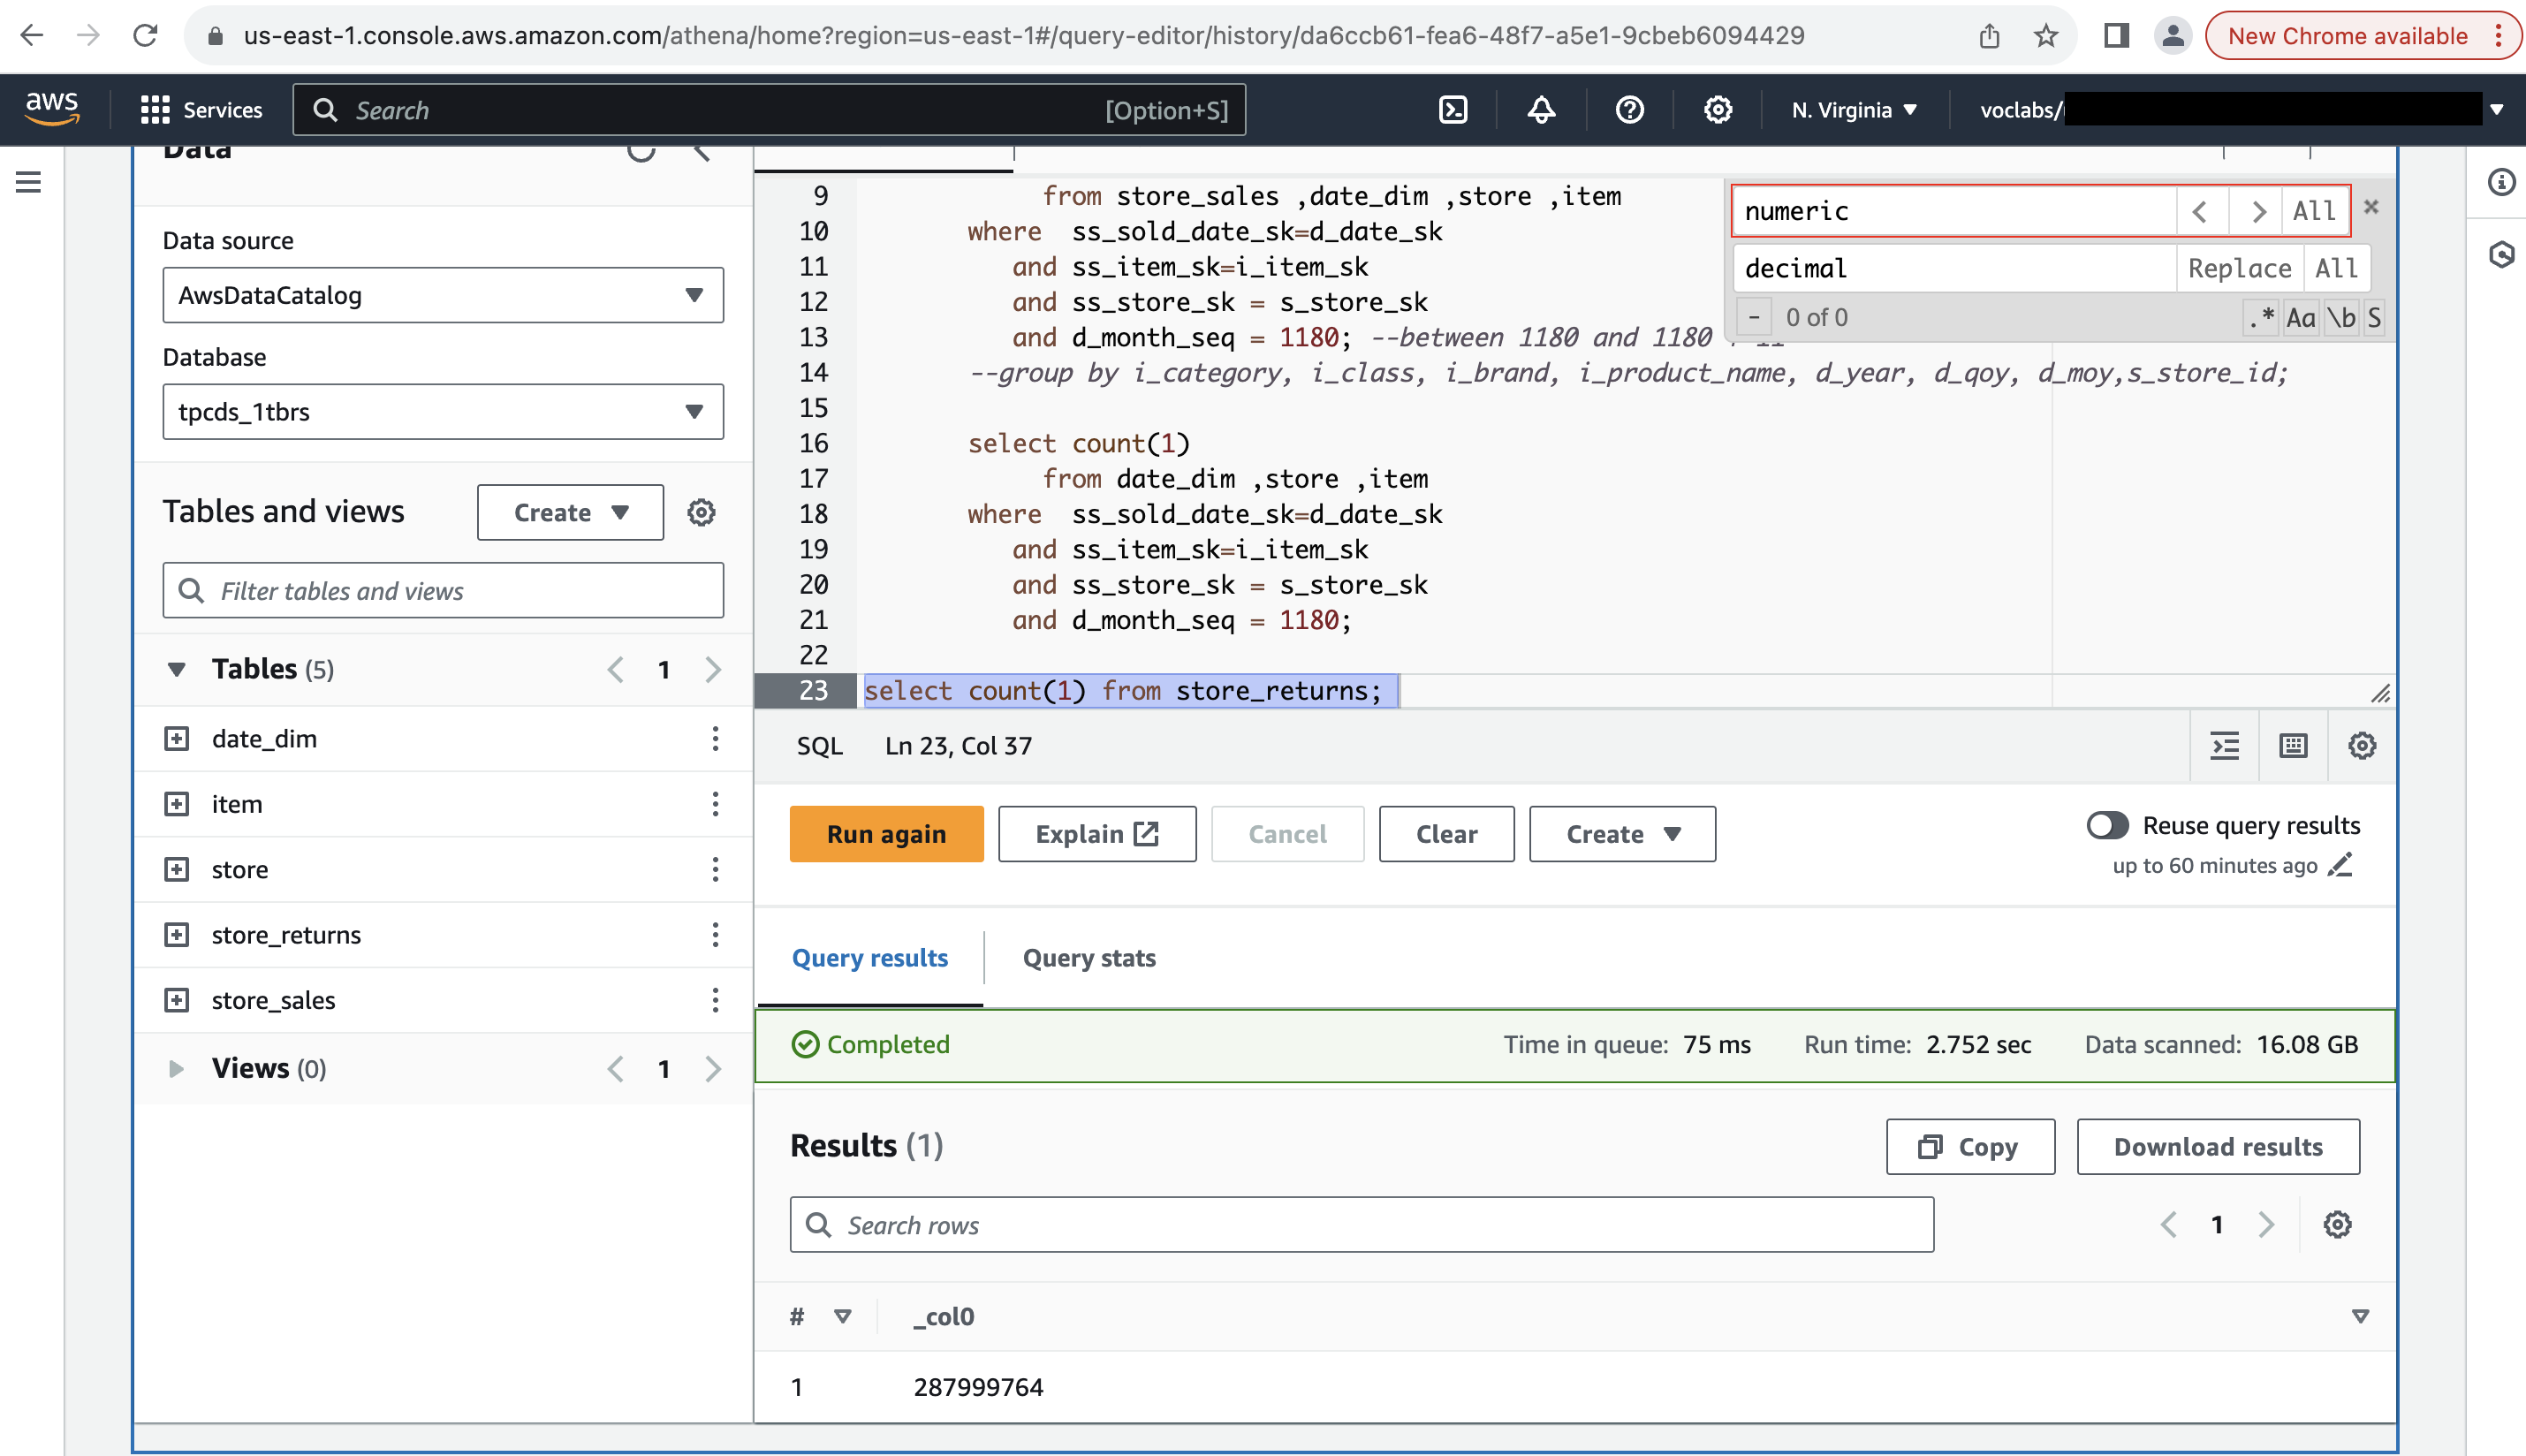 us-east-1.console.aws.amazon.com/athena/home?region=us-east-1#/query-editor/history/da6ccb61-fea6-48f7-a5e1-9cbeb6094429
New Chrome available
aws
Services
Search
[Option+S]
N. Virginia
voclabs/
Data
Data source
AwsDataCatalog
Database
tpcds_1tbrs
Tables and views
Create
Filter tables and views
Tables (5)
1
date_dim
item
store
store_returns
store_sales
Views (0)
1
9 from store_sales ,date_dim ,store ,item
10 where ss_sold_date_sk=d_date_sk
11 and ss_item_sk=i_item_sk
12 and ss_store_sk = s_store_sk
13 and d_month_seq = 1180; --between 1180 and 1180 + 11
14 --group by i_category, i_class, i_brand, i_product_name, d_year, d_qoy, d_moy,s_store_id;
15
16 select count(1)
17 from date_dim ,store ,item
18 where ss_sold_date_sk=d_date_sk
19 and ss_item_sk=i_item_sk
20 and ss_store_sk = s_store_sk
21 and d_month_seq = 1180;
22
23 select count(1) from store_returns;
numeric
All
decimal
Replace
All
- 0 of 0
.* Aa \b S
SQL
Ln 23, Col 37
Run again
Explain
Cancel
Clear
Create
Reuse query results
up to 60 minutes ago
Query results
Query stats
Completed
Time in queue: 75 ms
Run time: 2.752 sec
Data scanned: 16.08 GB
Results (1)
Copy
Download results
Search rows
1
# _col0
1 287999764